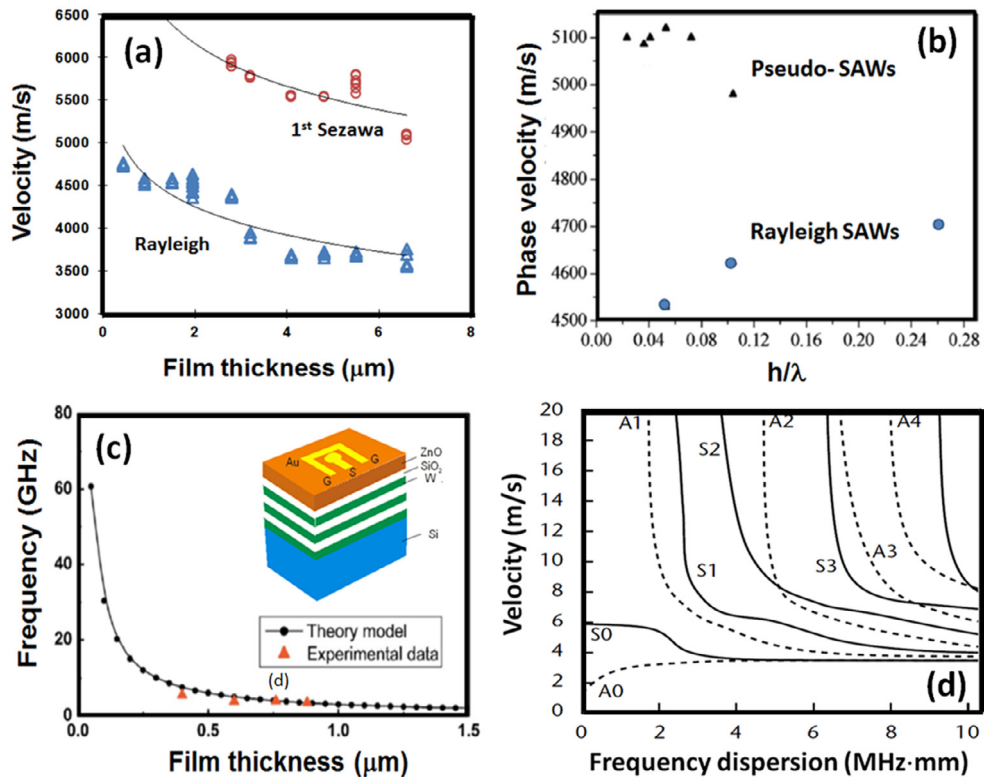 (a)
Velocity (m/s)
6500
6000
5500
5000
4500
4000
3500
3000
1st Sezawa
Rayleigh
0
2
4
6
8
Film thickness (μm)
(b)
Phase velocity (m/s)
5100
5000
4900
4800
4700
4600
4500
Pseudo- SAWs
Rayleigh SAWs
0.00
0.04
0.08
0.12
0.16
0.20
0.24
0.28
h/λ
(c)
Frequency (GHz)
80
60
40
20
0
Au
G
S
G
ZnO
SiO2
W
Si
Theory model
Experimental data
(d)
0.0
0.5
1.0
1.5
Film thickness (μm)
Velocity (m/s)
20
18
16
14
12
10
8
6
4
2
0
A1
S2
A2
A4
S1
S3
A3
S0
A0
(d)
0
2
4
6
8
10
Frequency dispersion (MHz·mm)